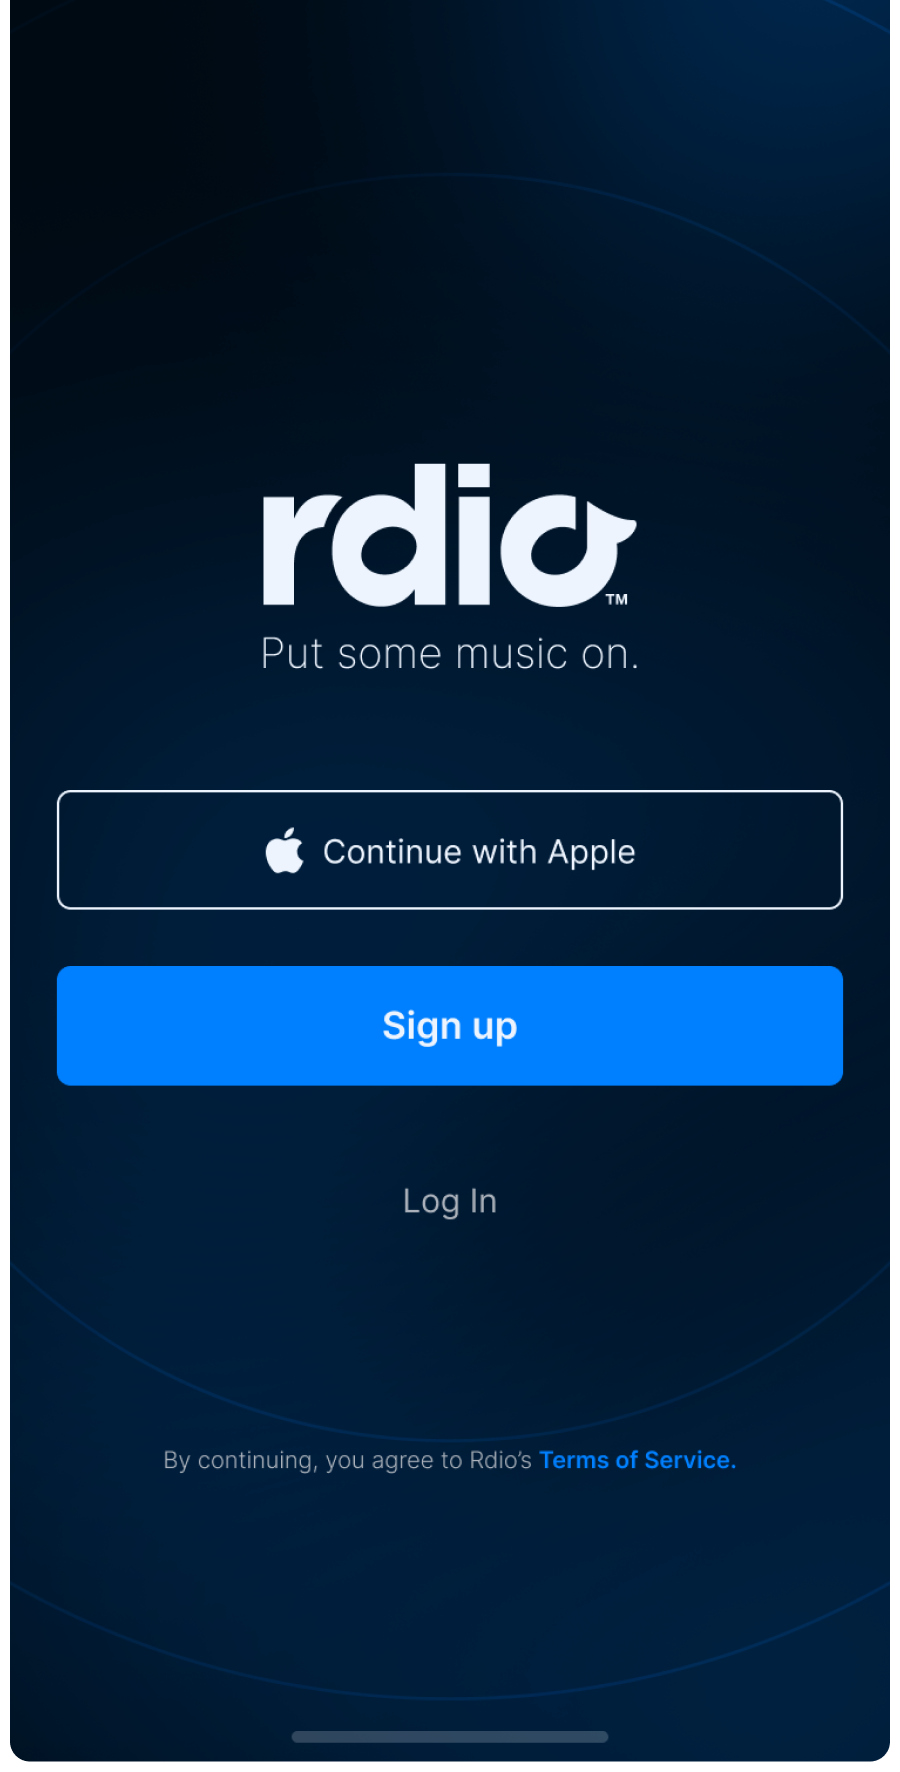 rdio™
Put some music on.
Continue with Apple
Sign up
Log In
By continuing, you agree to Rdio’s Terms of Service.